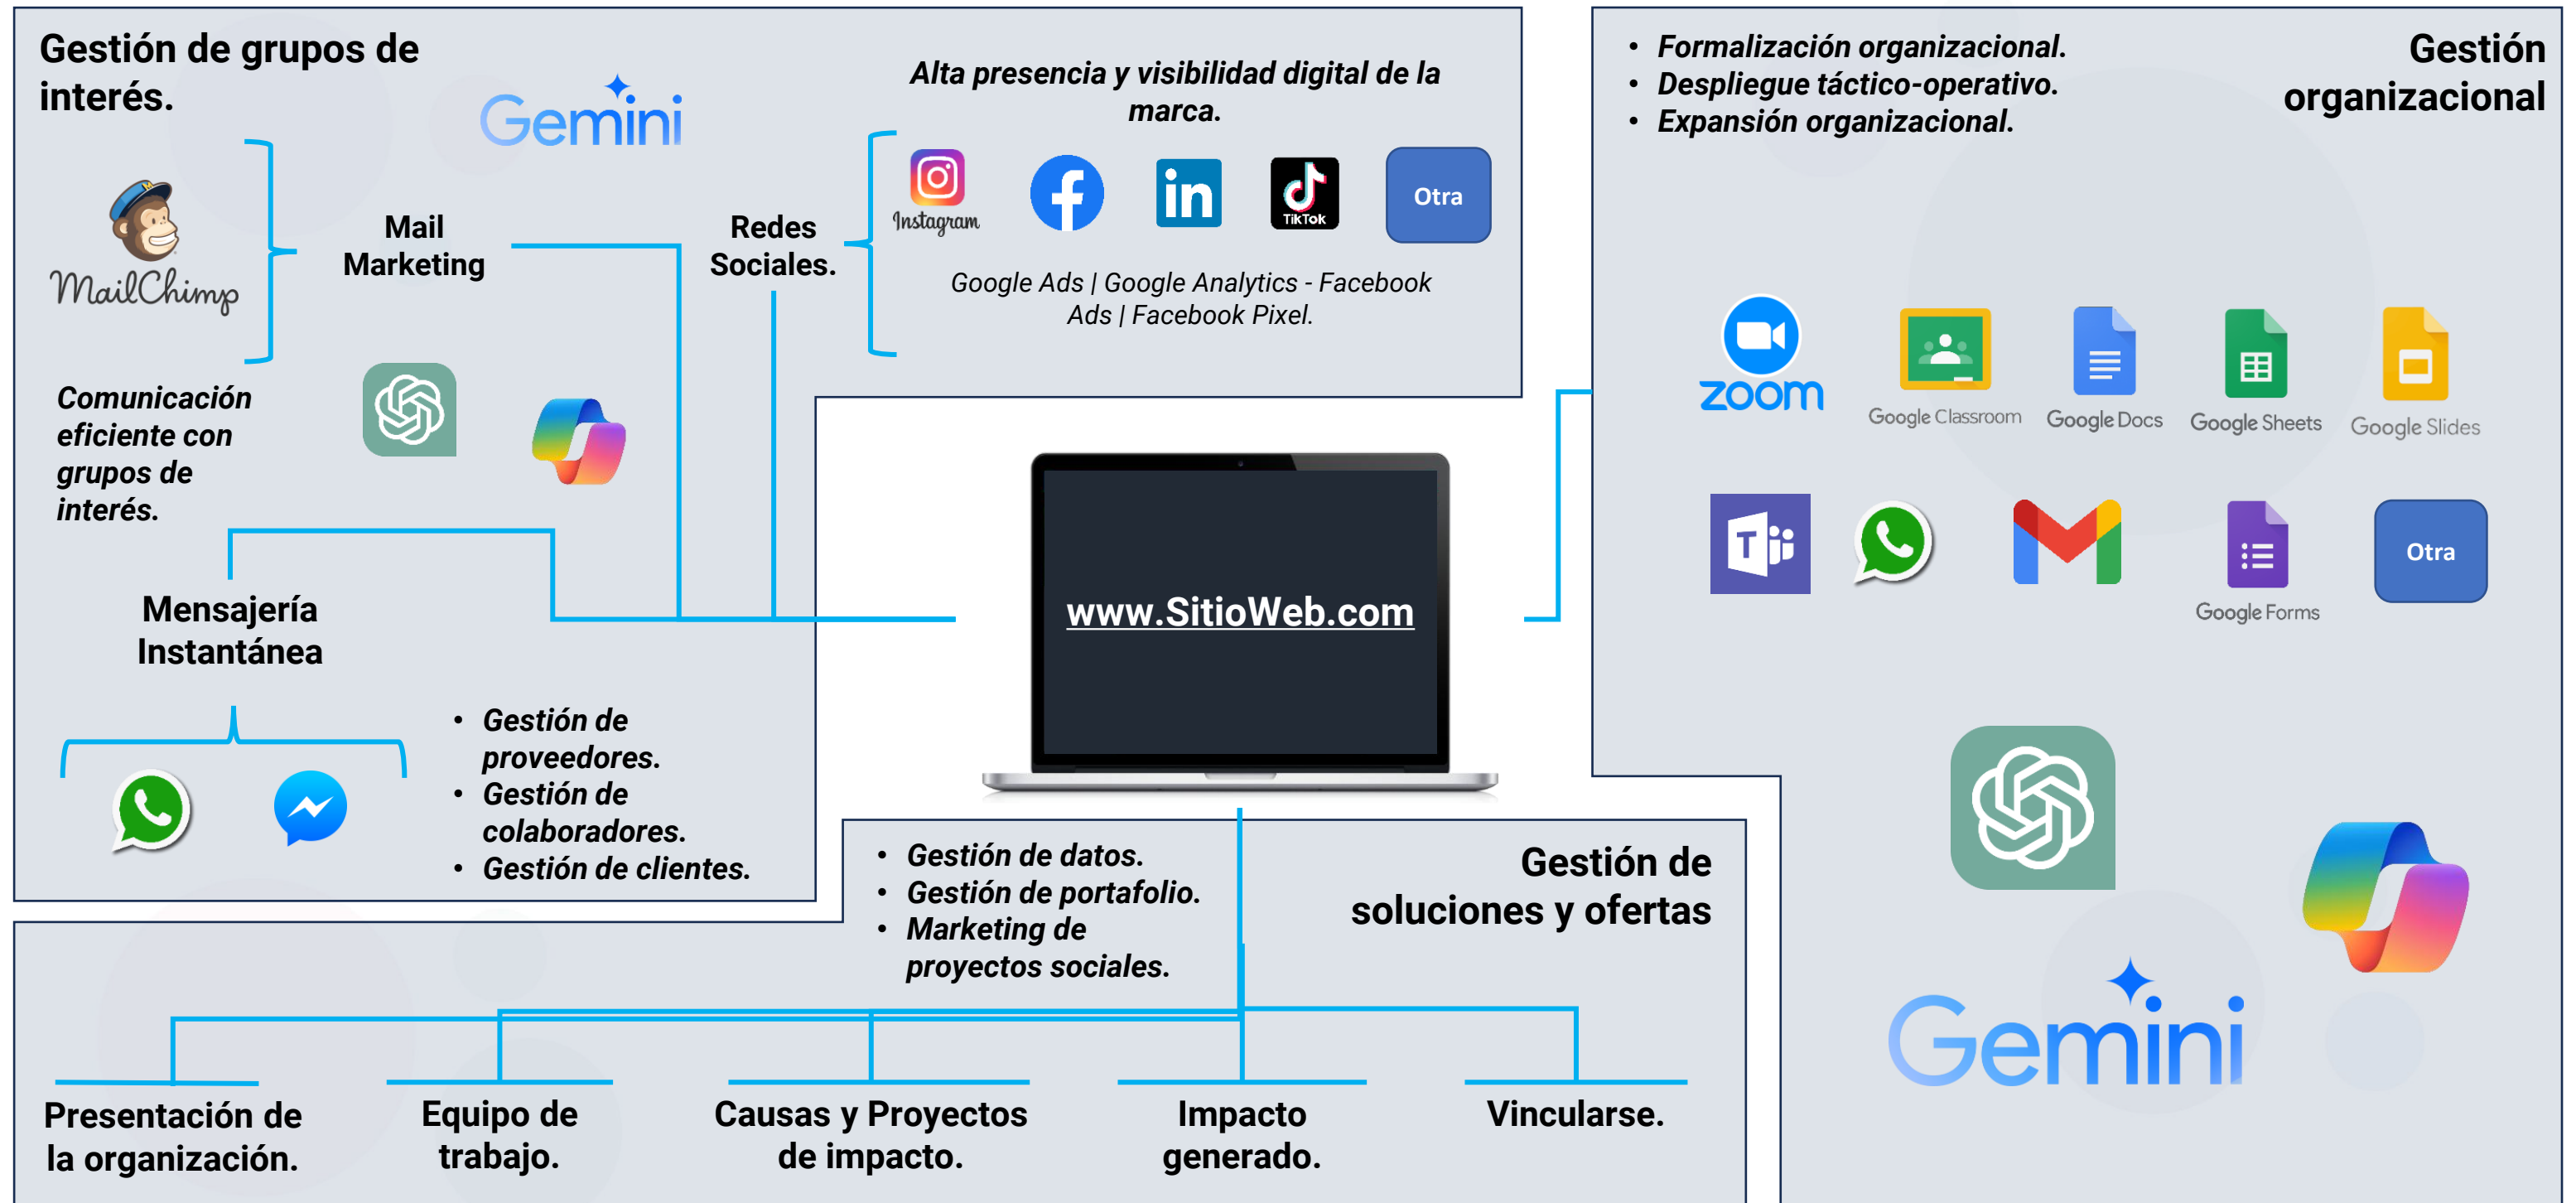 Gestión de grupos de
interés.
Gemini
MailChimp
Mail
Marketing
Comunicación
eficiente con
grupos de
interés.
Redes
Sociales.
Alta presencia y visibilidad digital de la
marca.
Instagram
in
TikTok
Otra
Google Ads | Google Analytics - Facebook
Ads | Facebook Pixel.
Mensajería
Instantánea
• Gestión de
proveedores.
• Gestión de
colaboradores.
• Gestión de clientes.
www.SitioWeb.com
• Formalización organizacional.
• Despliegue táctico-operativo.
• Expansión organizacional.
Gestión
organizacional
zoom
Google Classroom
Google Docs
Google Sheets
Google Slides
T
Google Forms
Otra
Gemini
• Gestión de datos.
• Gestión de portafolio.
• Marketing de
proyectos sociales.
Gestión de
soluciones y ofertas
Presentación de
la organización.
Equipo de
trabajo.
Causas y Proyectos
de impacto.
Impacto
generado.
Vincularse.